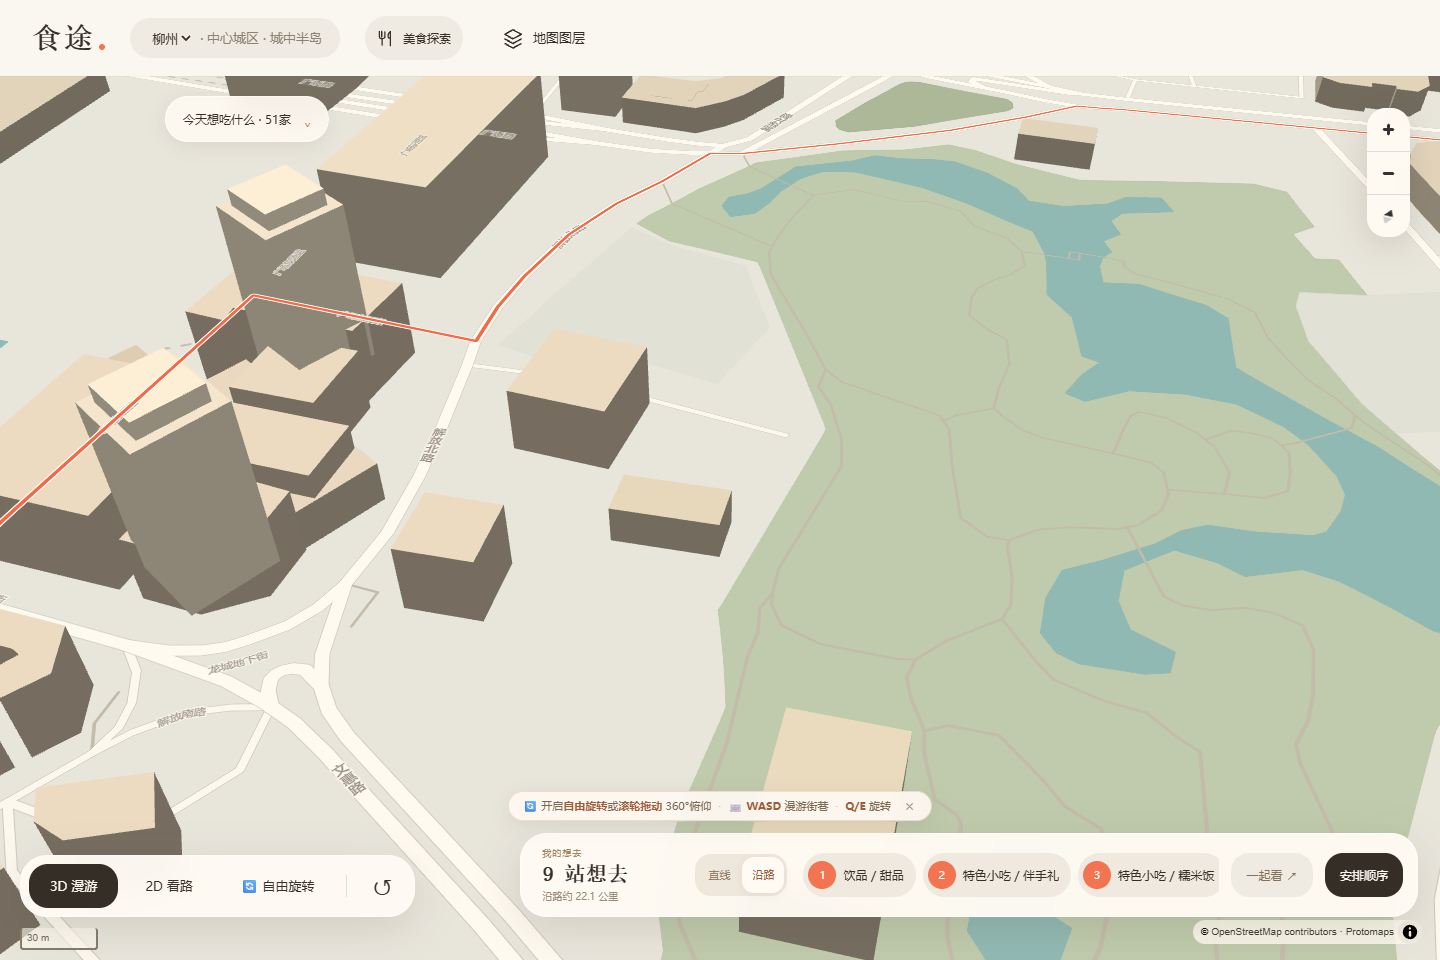 食途.
柳州 · 中心城区 · 城中半岛
美食探索
地图图层
今天想吃什么 · 51家
解放北路
解放北路
龙城地下街
解放南路
文惠路
开启自由旋转或滚轮拖动 360°俯仰 · WASD 漫游街巷 · Q/E 旋转 ×
3D 漫游
2D 看路
自由旋转
我的想去
9 站想去
沿路约 22.1 公里
直线
沿路
1 饮品 / 甜品
2 特色小吃 / 伴手礼
3 特色小吃 / 糯米饭
一起看 ↗
安排顺序
30 m
© OpenStreetMap contributors · Protomaps